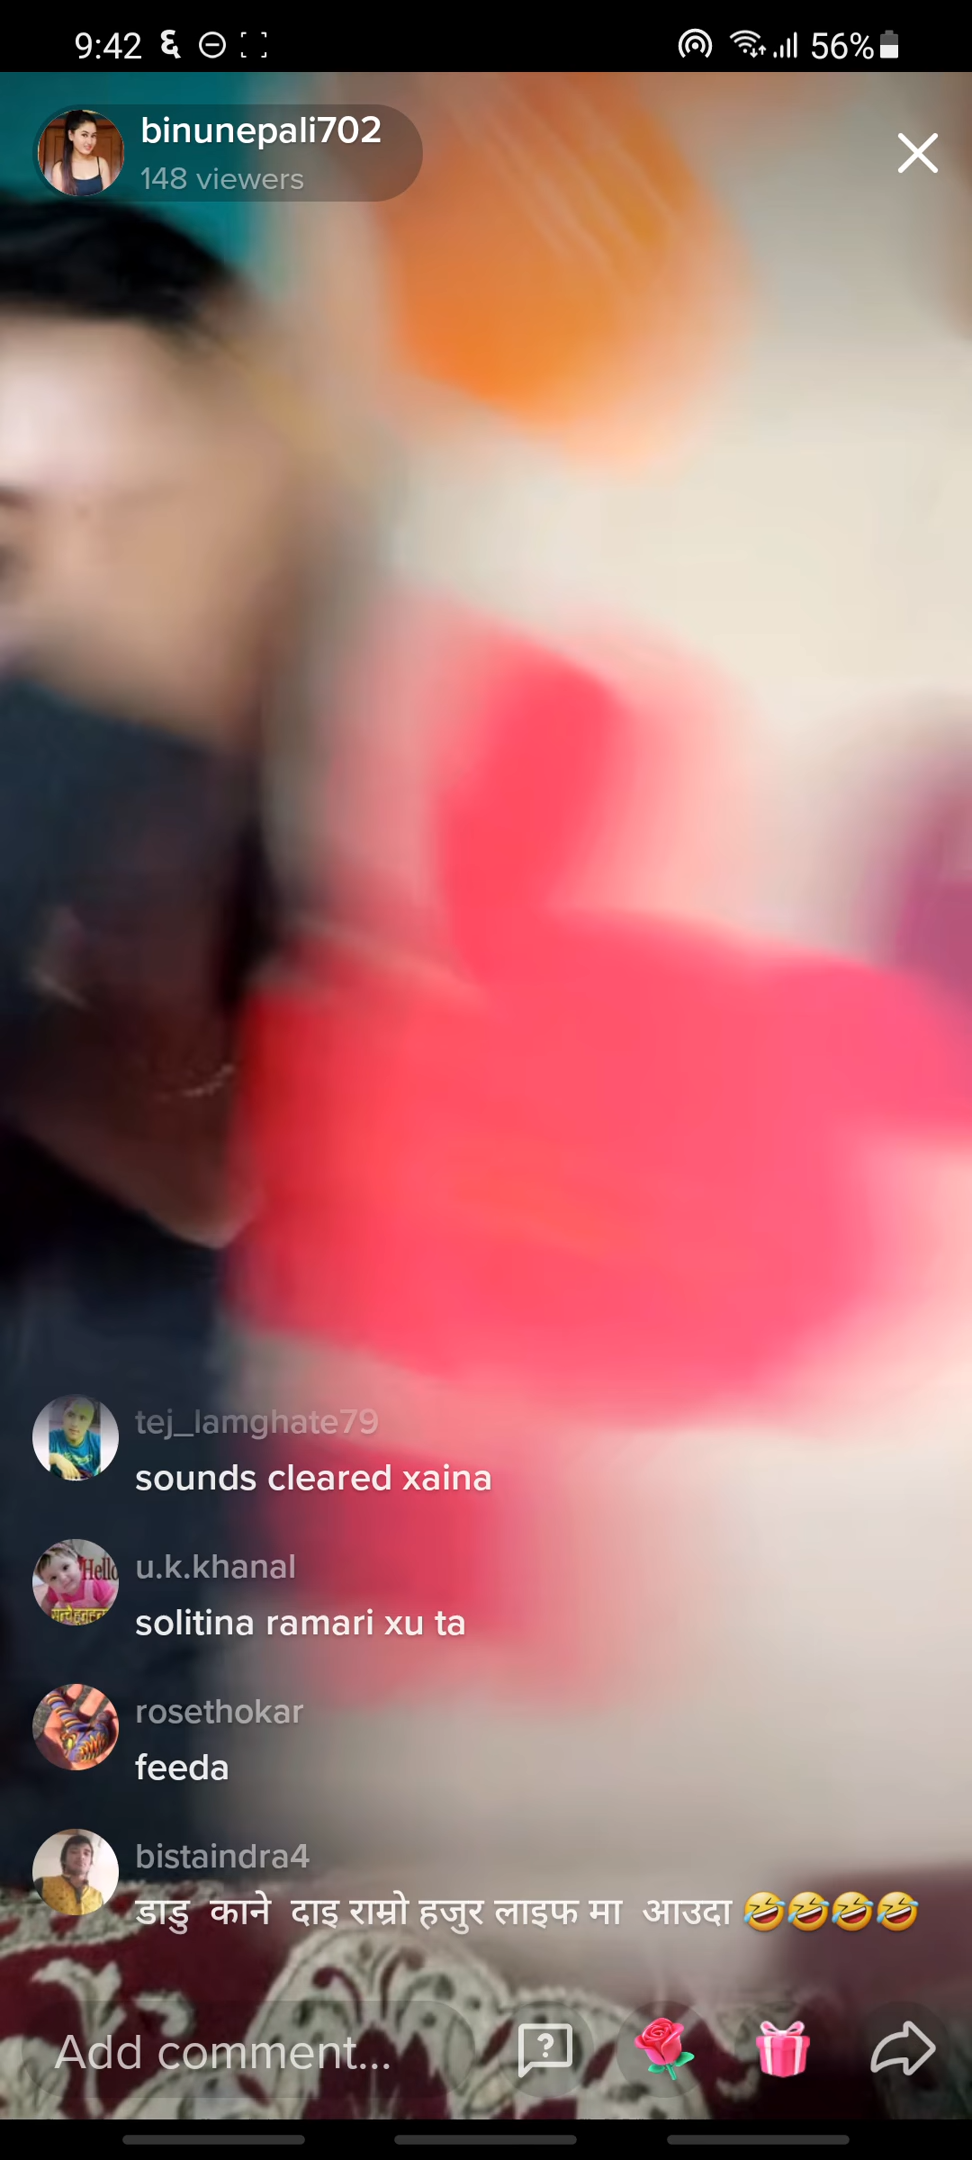 9:42
56%
binunepali702
148 viewers
tej_lamghate79
sounds cleared xaina
Hello
u.k.khanal
solitina ramari xu ta
rosethokar
feeda
bistaindra4
डाडु काने दाइ राम्रो हजुर लाइफ मा आउदा 🤣🤣🤣🤣
Add comment...